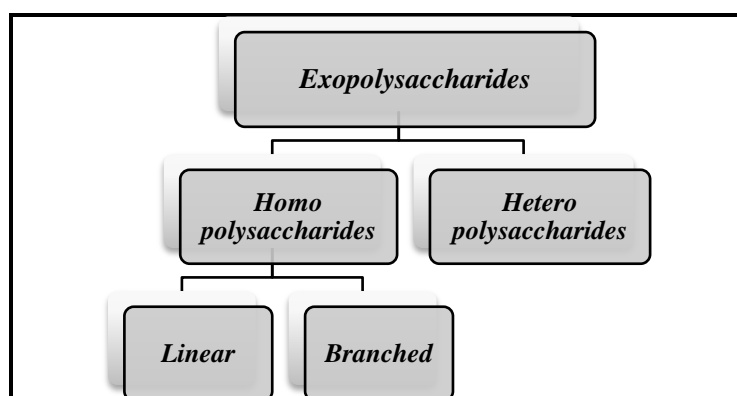 Exopolysaccharides
Homo
polysaccharides
Hetero
polysaccharides
Linear
Branched